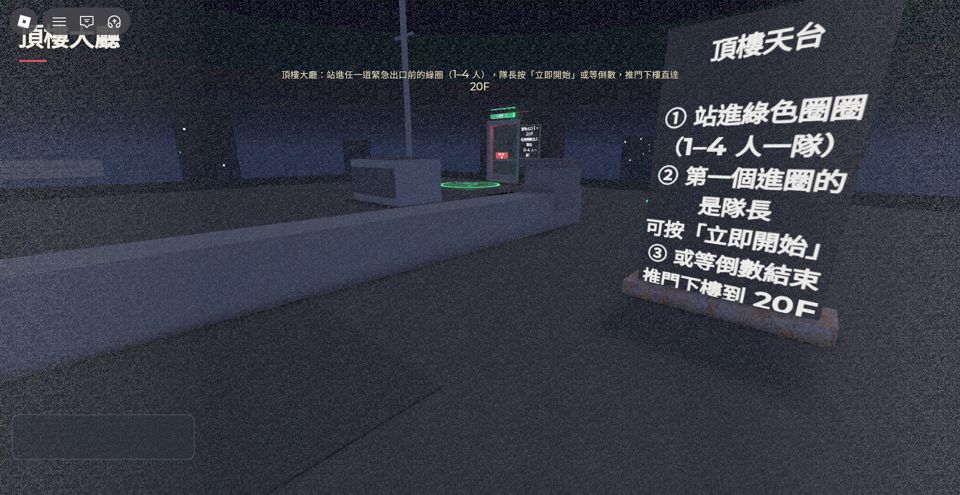 頂樓大廳
頂樓大廳：站進任一道緊急出口前的綠圈（1–4 人），隊長按「立即開始」或等倒數，推門下樓直達
20F
頂樓天台
① 站進綠色圈圈
（1–4 人一隊）
② 第一個進圈的
是隊長
可按「立即開始」
③ 或等倒數結束
推門下樓到 20F